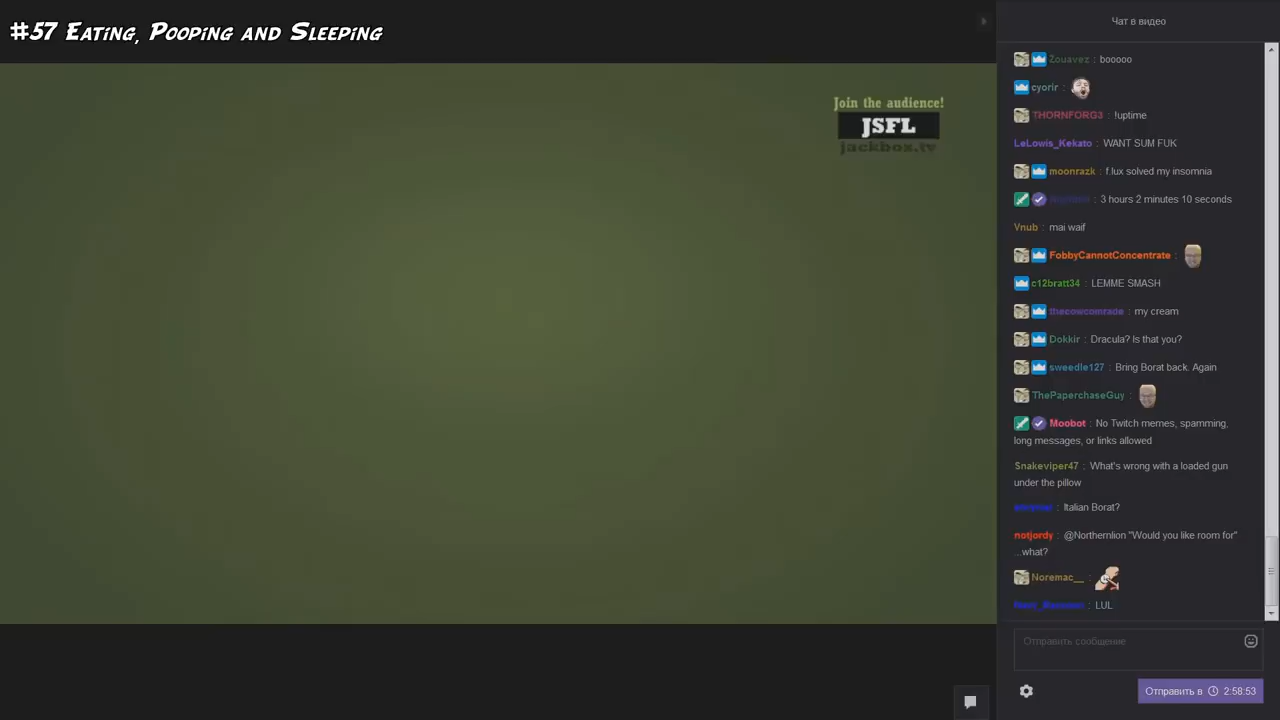 #57 Eating, Pooping and Sleeping
Join the audience!
JSFL
jackbox.tv
Чат в видео
Zouavez : booooo
cyorir :
THORNFORG3 : !uptime
LeLowis_Kekato : WANT SUM FUK
moonrazk : f.lux solved my insomnia
: 3 hours 2 minutes 10 seconds
Vnub : mai waif
FobbyCannotConcentrate :
c12bratt34 : LEMME SMASH
thecowcomrade : my cream
Dokkir : Dracula? Is that you?
sweedle127 : Bring Borat back. Again
ThePaperchaseGuy :
Moobot : No Twitch memes, spamming,
long messages, or links allowed
Snakeviper47 : What's wrong with a loaded gun
under the pillow
: Italian Borat?
notjordy : @Northernlion "Would you like room for"
...what?
Noremac__ :
: LUL
Отправить сообщение
Отправить в 2:58:53